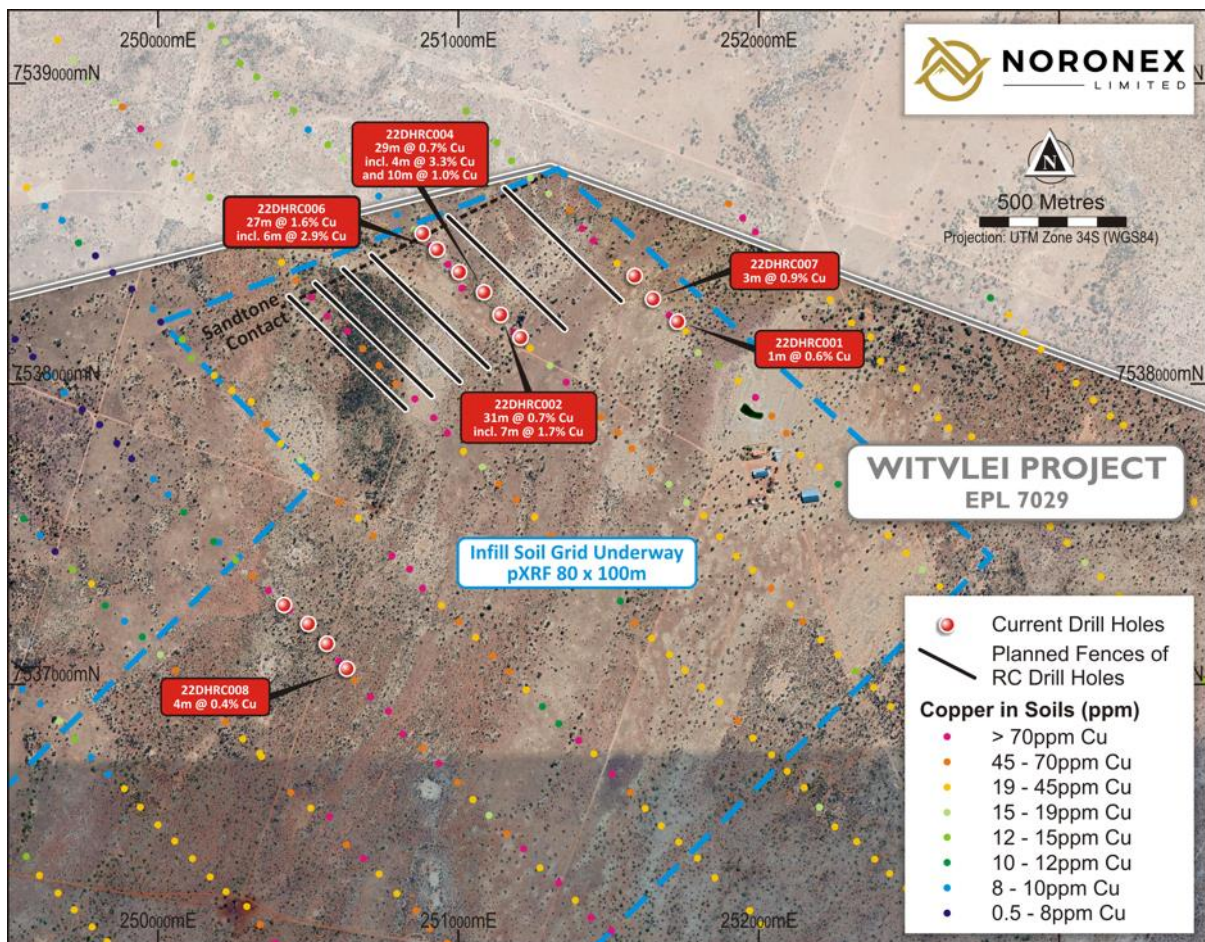 250000mE
251000mE
252000mE
7539000mN
NORONEX
LIMITED
N
500 Metres
Projection: UTM Zone 34S (WGS84)
22DHRC004
29m @ 0.7% Cu
incl. 4m @ 3.3% Cu
and 10m @ 1.0% Cu
22DHRC006
27m @ 1.6% Cu
incl. 6m @ 2.9% Cu
22DHRC007
3m @ 0.9% Cu
22DHRC001
1m @ 0.6% Cu
Sandtone
Contact
7538000mN
7538000mN
22DHRC002
31m @ 0.7% Cu
incl. 7m @ 1.7% Cu
WITVLEI PROJECT
EPL 7029
Infill Soil Grid Underway
pXRF 80 x 100m
7537000mN
22DHRC008
4m @ 0.4% Cu
Current Drill Holes
Planned Fences of
RC Drill Holes
Copper in Soils (ppm)
> 70ppm Cu
45 - 70ppm Cu
19 - 45ppm Cu
15 - 19ppm Cu
12 - 15ppm Cu
10 - 12ppm Cu
8 - 10ppm Cu
0.5 - 8ppm Cu
250000mE
251000mE
252000mE